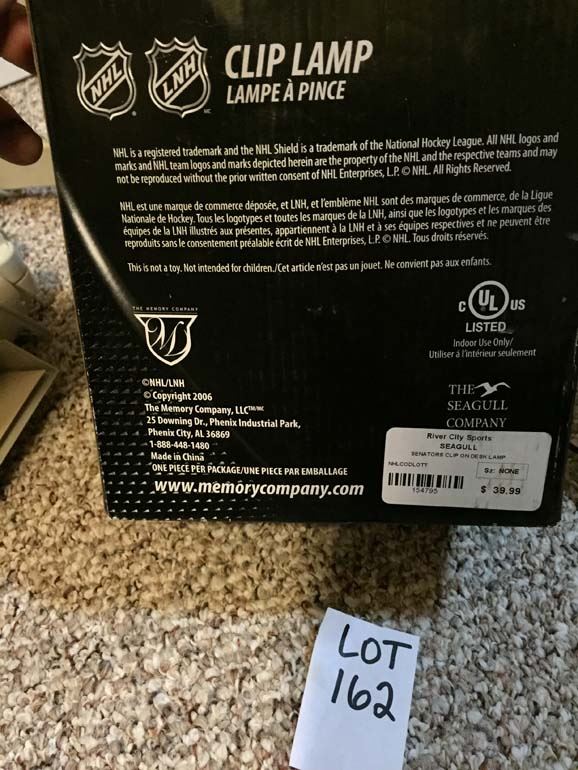 NHL
LNH
CLIP LAMP
LAMPE À PINCE
NHL is a registered trademark and the NHL Shield is a trademark of the National Hockey League. All NHL logos and
marks and NHL team logos and marks depicted herein are the property of the NHL and the respective teams and may
not be reproduced without the prior written consent of NHL Enterprises, L.P. © NHL. All Rights Reserved.
NHL est une marque de commerce déposée, et LNH, et l'emblème NHL sont des marques de commerce, de la Ligue
Nationale de Hockey. Tous les logotypes et toutes les marques de la LNH, ainsi que les logotypes et les marques des
équipes de la LNH illustrés aux présentes, appartiennent à la LNH et à ses équipes respectives et ne peuvent être
reproduits sans le consentement préalable écrit de NHL Enterprises, L.P. © NHL. Tous droits réservés.
This is not a toy. Not intended for children./Cet article n'est pas un jouet. Ne convient pas aux enfants.
THE MEMORY COMPANY
M
©NHL/LNH
© Copyright 2006
The Memory Company, LLC TM/MC
25 Downing Dr., Phenix Industrial Park,
Phenix City, AL 36869
1-888-448-1480
Made in China
ONE PIECE PER PACKAGE/UNE PIECE PAR EMBALLAGE
www.memorycompany.com
C UL US
LISTED
Indoor Use Only/
Utiliser á l'intérieur seulement
THE
SEAGULL
COMPANY
River City Sports
SEAGULL
SENATORS CLIP ON DESK LAMP
NHLCODLOTT
Sz: NONE
154795
$ 39.99
LOT
162